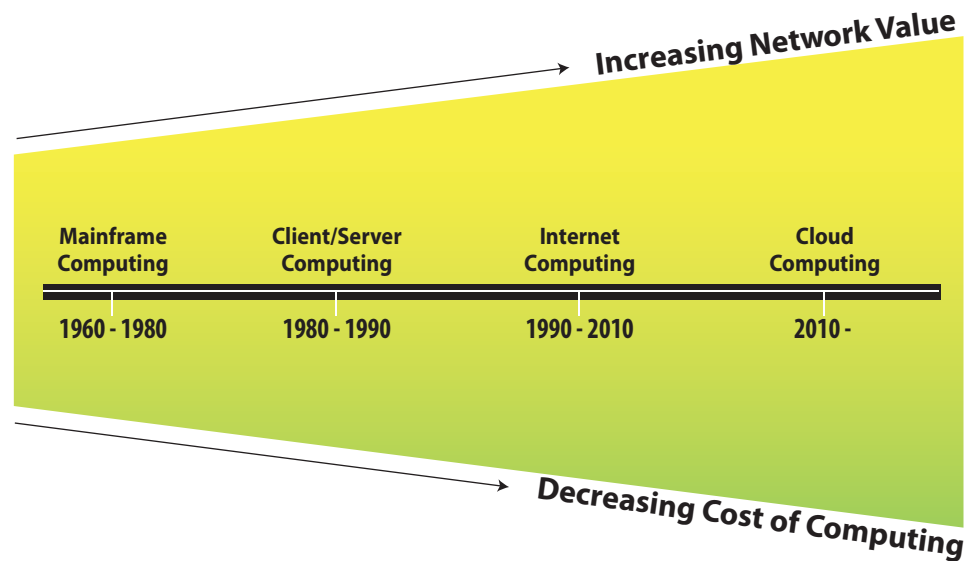 Increasing Network Value
Mainframe
Computing
Client/Server
Computing
Internet
Computing
Cloud
Computing
1960 - 1980
1980 - 1990
1990 - 2010
2010 -
Decreasing Cost of Computing